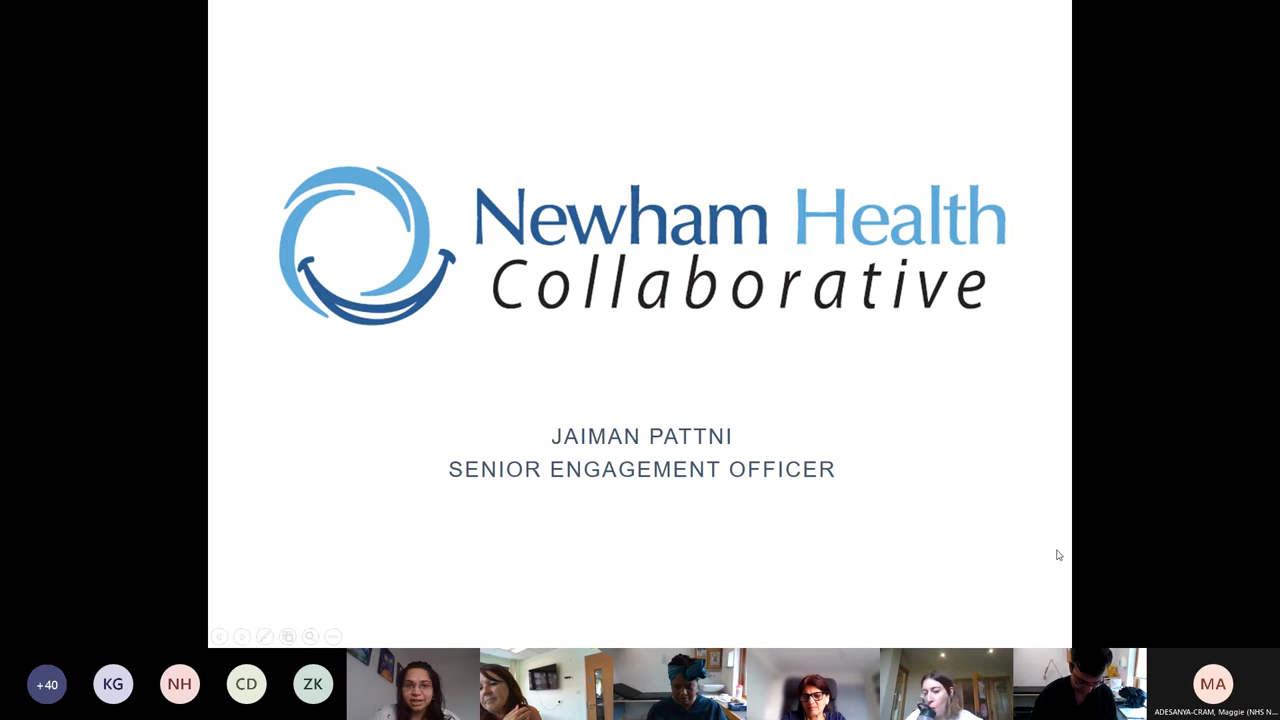 Newham Health
Collaborative
JAIMAN PATTNI
SENIOR ENGAGEMENT OFFICER
+40
KG
NH
CD
ZK
MA
ADESANYA-CRAM, Maggie (NHS N...